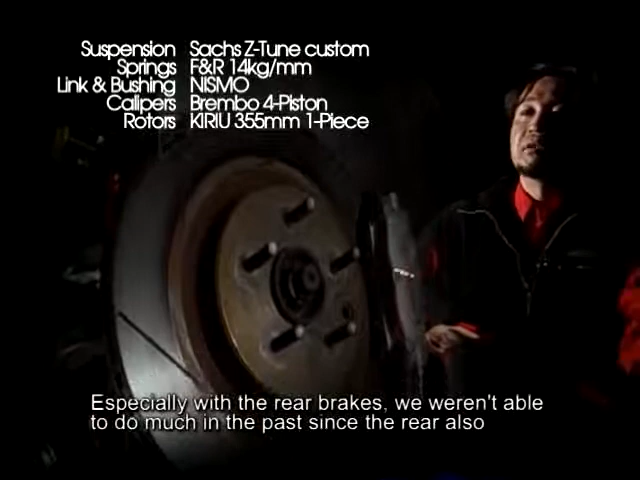 Suspension Sachs Z-Tune custom
Springs F&R 14kg/mm
Link & Bushing NISMO
Calipers Brembo 4-Piston
Rotors KIRIU 355mm 1-Piece
Especially with the rear brakes, we weren't able
to do much in the past since the rear also